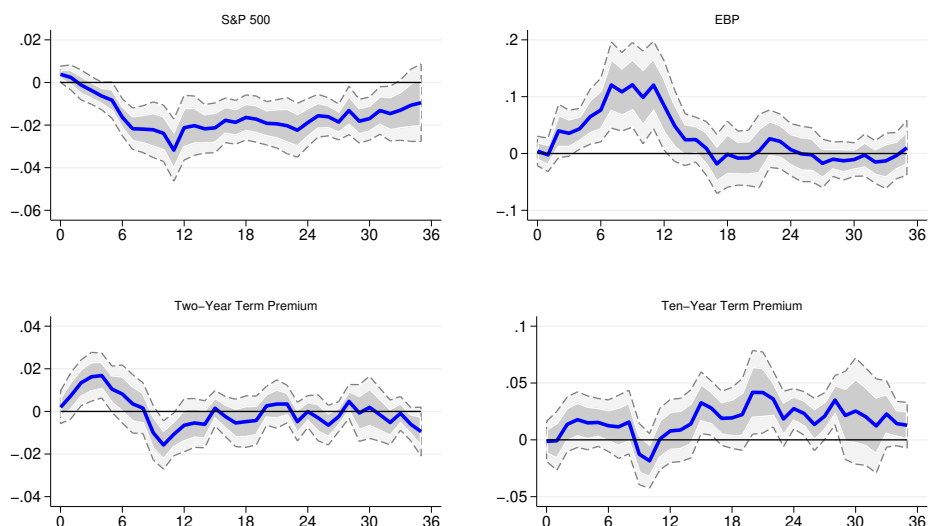 S&P 500
.02
0
−.02
−.04
−.06
0 6 12 18 24 30 36
EBP
.2
.1
0
−.1
0 6 12 18 24 30 36
Two−Year Term Premium
.04
.02
0
−.02
−.04
0 6 12 18 24 30 36
Ten−Year Term Premium
.1
.05
0
−.05
0 6 12 18 24 30 36